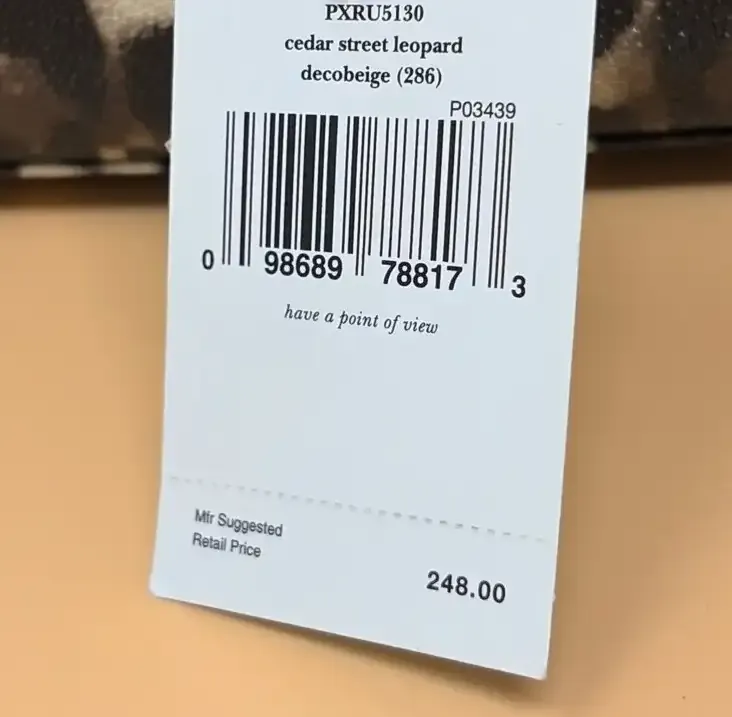 PXRU5130
cedar street leopard
decobeige (286)
P03439
0 98689 78817 3
have a point of view
Mfr Suggested
Retail Price
248.00